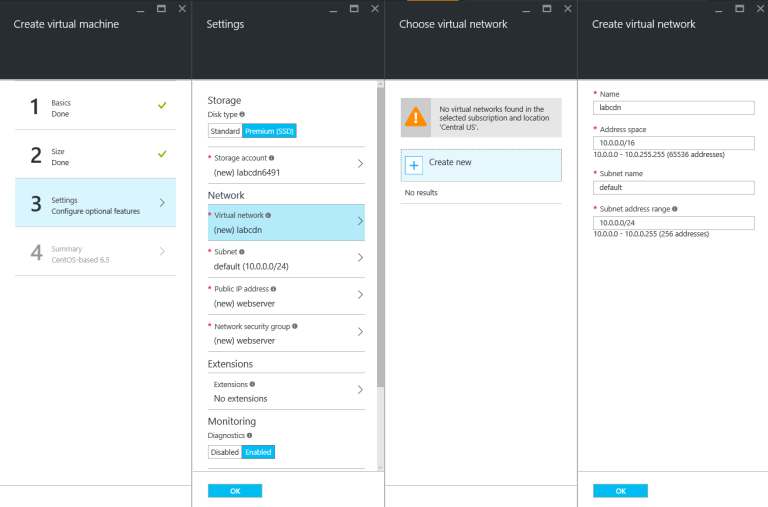 Create virtual machine
1
Basics
Done
2
Size
Done
3
Settings
Configure optional features
4
Summary
CentOS-based 6.5
Settings
Storage
Disk type
Standard Premium (SSD)
* Storage account
(new) labcdn6491
Network
* Virtual network
(new) labcdn
* Subnet
default (10.0.0.0/24)
* Public IP address
(new) webserver
* Network security group
(new) webserver
Extensions
Extensions
No extensions
Monitoring
Diagnostics
Disabled Enabled
OK
Choose virtual network
No virtual networks found in the
selected subscription and location
'Central US'.
Create new
No results
Create virtual network
* Name
labcdn
* Address space
10.0.0.0/16
10.0.0.0 - 10.0.255.255 (65536 addresses)
* Subnet name
default
* Subnet address range
10.0.0.0/24
10.0.0.0 - 10.0.0.255 (256 addresses)
OK